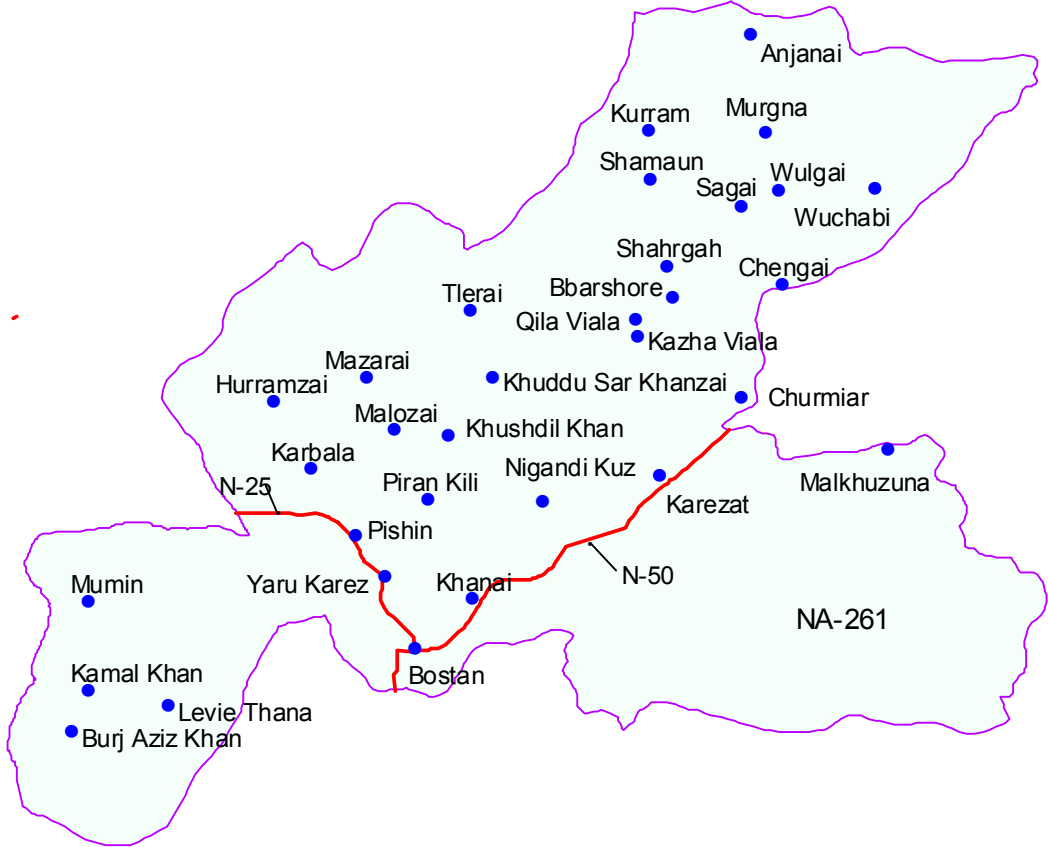 Anjanai
Murgna
Kurram
Shamaun
Wulgai
Sagai
Wuchabi
Shahrgah
Chengai
Bbarshore
Tlerai
Qila Viala
Kazha Viala
Mazarai
Khuddu Sar Khanzai
Hurramzai
Churmiar
Malozai
Khushdil Khan
Karbala
Nigandi Kuz
Piran Kili
Malkhuzuna
N-25
Karezat
Pishin
N-50
Yaru Karez
Khanai
Mumin
NA-261
Kamal Khan
Bostan
Levie Thana
Burj Aziz Khan